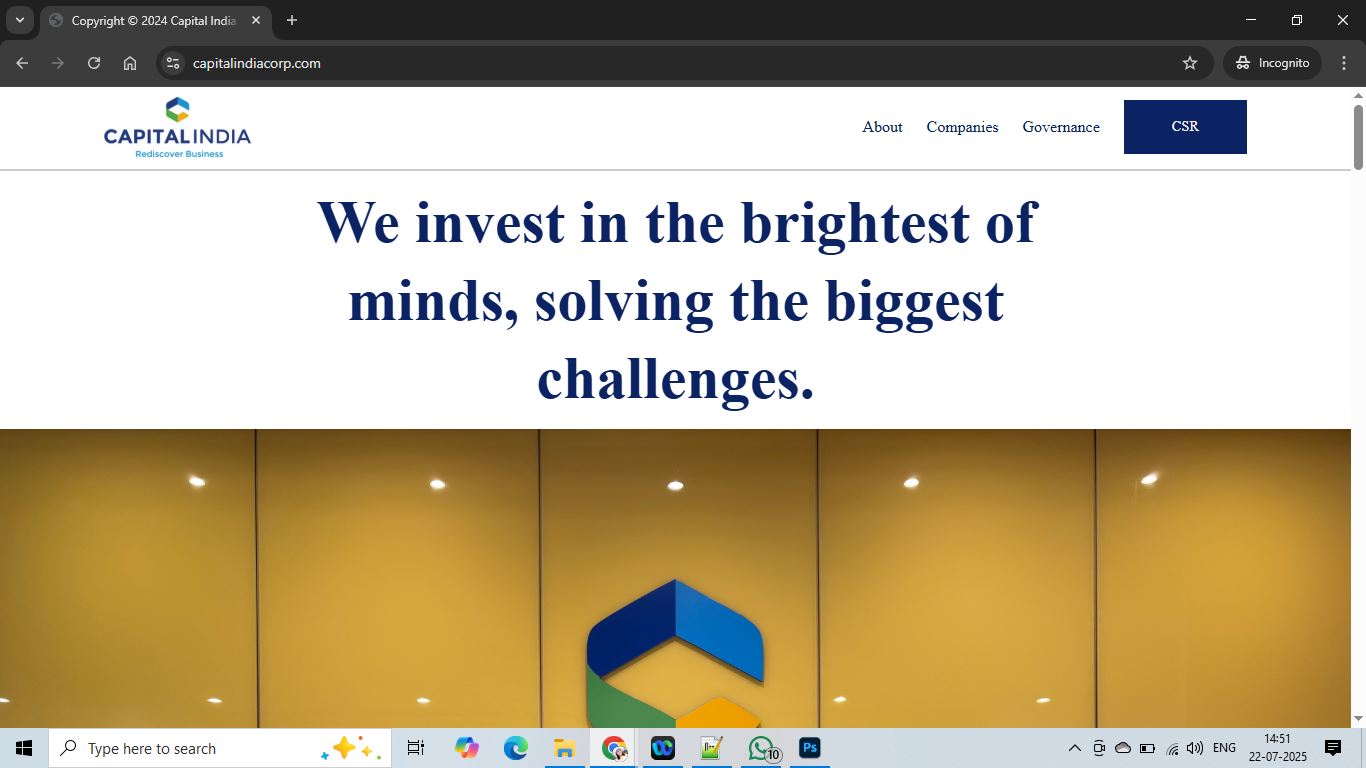 Copyright © 2024 Capital India
capitalindiacorp.com
Incognito
CAPITALINDIA
Rediscover Business
About
Companies
Governance
CSR
We invest in the brightest of
minds, solving the biggest
challenges.
Type here to search
10
Ps
ENG
14:51
22-07-2025